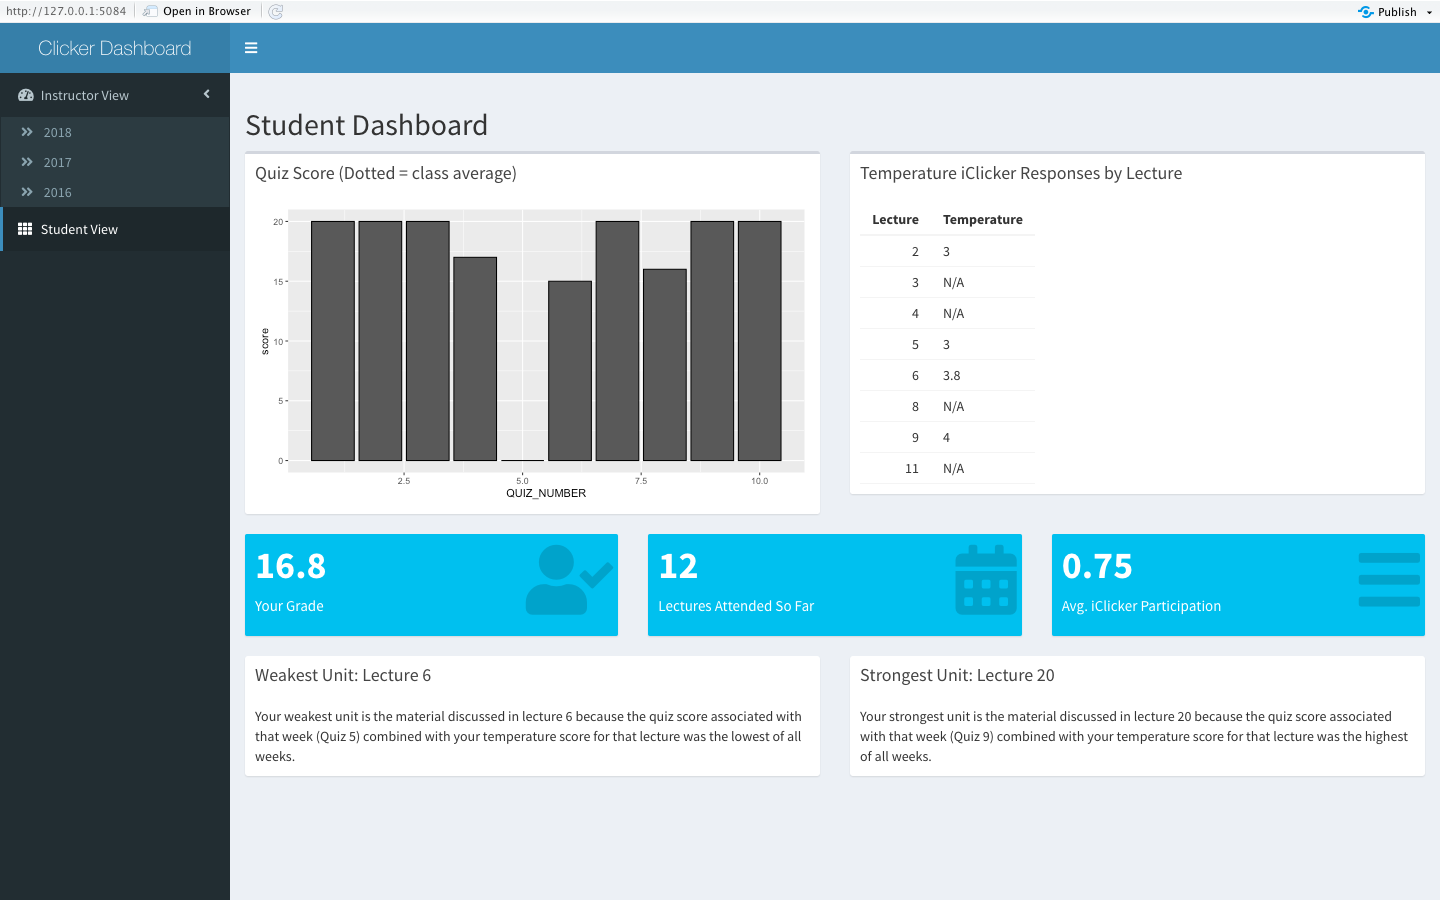 http://127.0.0.1:5084
Open in Browser
Publish
Clicker Dashboard
Instructor View
2018
2017
2016
Student View
Student Dashboard
Quiz Score (Dotted = class average)
20
15
10
5
0
score
2.5 5.0 7.5 10.0
QUIZ_NUMBER
Temperature iClicker Responses by Lecture
Lecture Temperature
2 3
3 N/A
4 N/A
5 3
6 3.8
8 N/A
9 4
11 N/A
16.8
Your Grade
12
Lectures Attended So Far
0.75
Avg. iClicker Participation
Weakest Unit: Lecture 6
Your weakest unit is the material discussed in lecture 6 because the quiz score associated with
that week (Quiz 5) combined with your temperature score for that lecture was the lowest of all
weeks.
Strongest Unit: Lecture 20
Your strongest unit is the material discussed in lecture 20 because the quiz score associated
with that week (Quiz 9) combined with your temperature score for that lecture was the highest
of all weeks.